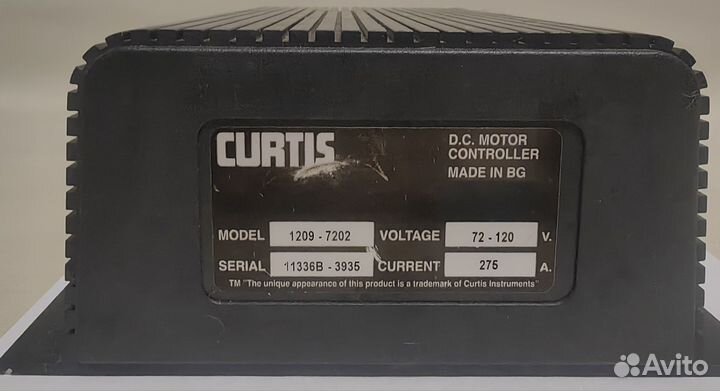 CURTIS
D.C. MOTOR
CONTROLLER
MADE IN BG
MODEL 1209 - 7202 VOLTAGE 72 - 120 V.
SERIAL 11336B - 3935 CURRENT 275 A.
TM "The unique appearance of this product is a trademark of Curtis Instruments"
Avito